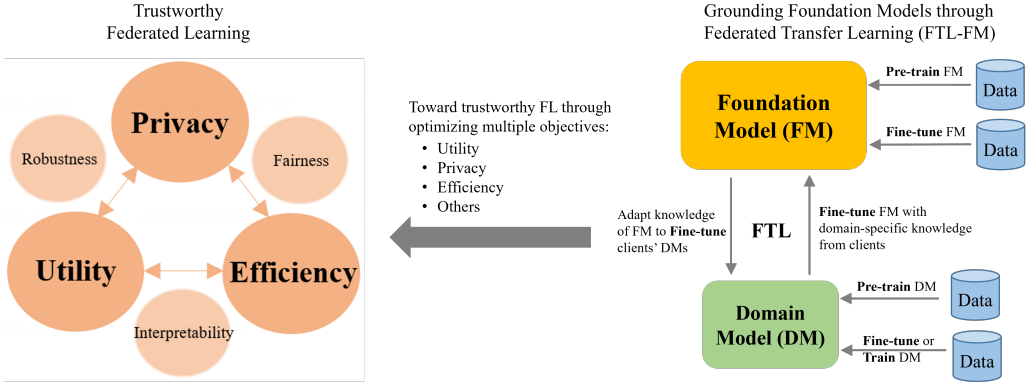 Trustworthy
Federated Learning
Privacy
Robustness
Fairness
Utility
Efficiency
Interpretability
Toward trustworthy FL through
optimizing multiple objectives:
• Utility
• Privacy
• Efficiency
• Others
Grounding Foundation Models through
Federated Transfer Learning (FTL-FM)
Foundation
Model (FM)
Pre-train FM
Data
Fine-tune FM
Data
Adapt knowledge
of FM to Fine-tune
clients’ DMs
FTL
Fine-tune FM with
domain-specific knowledge
from clients
Domain
Model (DM)
Pre-train DM
Data
Fine-tune or
Train DM
Data